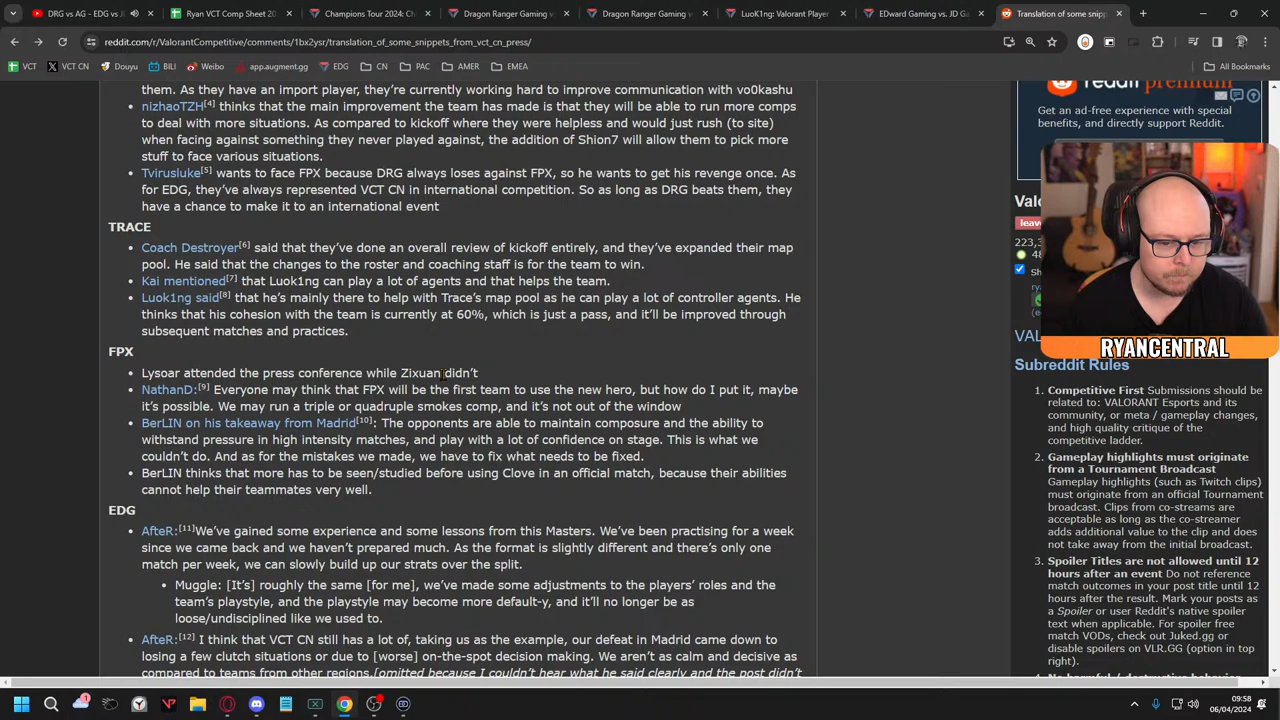 DRG vs AG - EDG vs J
Ryan VCT Comp Sheet 20
Champions Tour 2024: Ch
Dragon Ranger Gaming v
Dragon Ranger Gaming vs
LuoK1ng: Valorant Player
EDward Gaming vs. JD Ga
Translation of some snipp
reddit.com/r/ValorantCompetitive/comments/1bx2ysr/translation_of_some_snippets_from_vct_cn_press/
VCT
VCT CN
Douyu
BILI
Weibo
app.augment.gg
EDG
CN
PAC
AMER
EMEA
All Bookmarks
them. As they have an import player, they're currently working hard to improve communication with vo0kashu
nizhaoTZH[4] thinks that the main improvement the team has made is that they will be able to run more comps
to deal with more situations. As compared to kickoff where they were helpless and would just rush (to site)
when facing against something they never played against, the addition of Shion7 will allow them to pick more
stuff to face various situations.
Tvirusluke[5] wants to face FPX because DRG always loses against FPX, so he wants to get his revenge once. As
for EDG, they've always represented VCT CN in international competition. So as long as DRG beats them, they
have a chance to make it to an international event
TRACE
Coach Destroyer[6] said that they've done an overall review of kickoff entirely, and they've expanded their map
pool. He said that the changes to the roster and coaching staff is for the team to win.
Kai mentioned[7] that Luok1ng can play a lot of agents and that helps the team.
Luok1ng said[8] that he's mainly there to help with Trace's map pool as he can play a lot of controller agents. He
thinks that his cohesion with the team is currently at 60%, which is just a pass, and it'll be improved through
subsequent matches and practices.
FPX
Lysoar attended the press conference while Zixuan didn't
NathanD:[9] Everyone may think that FPX will be the first team to use the new hero, but how do I put it, maybe
it's possible. We may run a triple or quadruple smokes comp, and it's not out of the window
BerLIN on his takeaway from Madrid[10]: The opponents are able to maintain composure and the ability to
withstand pressure in high intensity matches, and play with a lot of confidence on stage. This is what we
couldn't do. And as for the mistakes we made, we have to fix what needs to be fixed.
BerLIN thinks that more has to be seen/studied before using Clove in an official match, because their abilities
cannot help their teammates very well.
EDG
AfteR:[11]We've gained some experience and some lessons from this Masters. We've been practising for a week
since we came back and we haven't prepared much. As the format is slightly different and there's only one
match per week, we can slowly build up our strats over the split.
Muggle: [It's] roughly the same [for me], we've made some adjustments to the players' roles and the
team's playstyle, and the playstyle may become more default-y, and it'll no longer be as
loose/undisciplined like we used to.
AfteR:[12] I think that VCT CN still has a lot of, taking us as the example, our defeat in Madrid came down to
losing a few clutch situations or due to [worse] on-the-spot decision making. We aren't as calm and decisive as
compared to teams from other regions.[omitted because I couldn't hear what he said clearly and the post didn't
reddit premium
Get an ad-free experience with special
benefits, and directly support Reddit.
Valo
leave
223,3
48
Sh
rya
(e
VAL
RYANCENTRAL
Subreddit Rules
1. Competitive First Submissions should be
related to: VALORANT Esports and its
community, or meta / gameplay changes,
and high quality critique of the
competitive ladder.
2. Gameplay highlights must originate
from a Tournament Broadcast
Gameplay highlights (such as Twitch clips)
must originate from an official Tournament
broadcast. Clips from co-streams are
acceptable as long as the co-streamer
adds additional value to the clip and does
not take away from the initial broadcast.
3. Spoiler Titles are not allowed until 12
hours after an event Do not reference
match outcomes in your post title until 12
hours after the result. Mark your posts as
a Spoiler or user Reddit's native spoiler
text when applicable. For spoiler free
match VODs, check out Juked.gg or
disable spoilers on VLR.GG (option in top
right).
09:58
06/04/2024